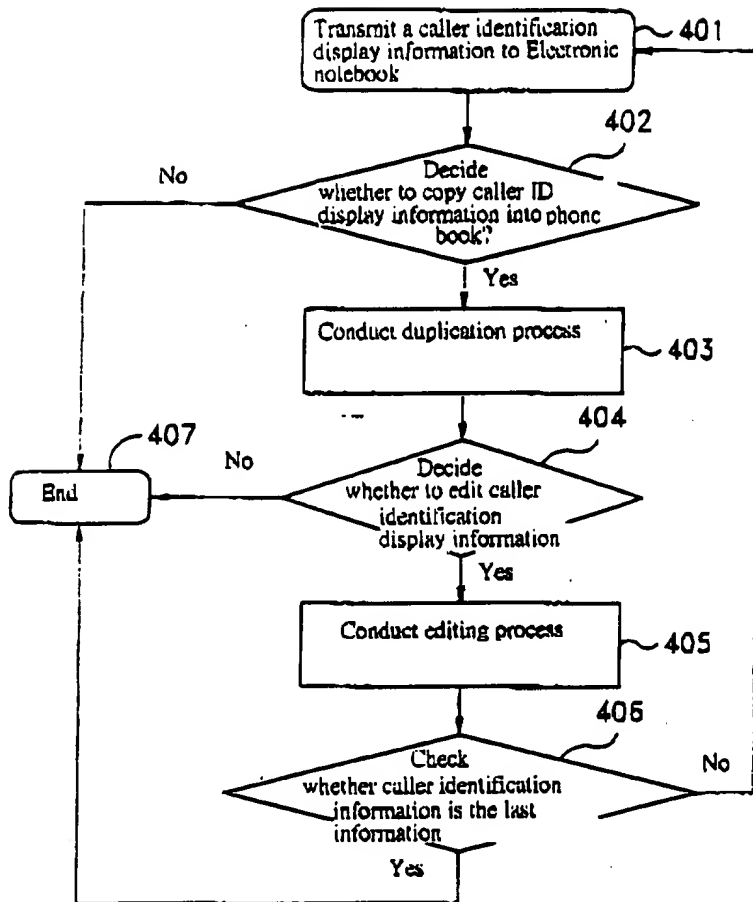 Transmit a caller identification
display information to Electronic
notebook
401
402
Decide
whether to copy caller ID
display information into phone
book?
No
Yes
Conduct duplication process
403
404
407
No
End
Decide
whether to edit caller
identification
display information
Yes
Conduct editing process
405
406
Check
whether caller identification
information is the last
information
No
Yes